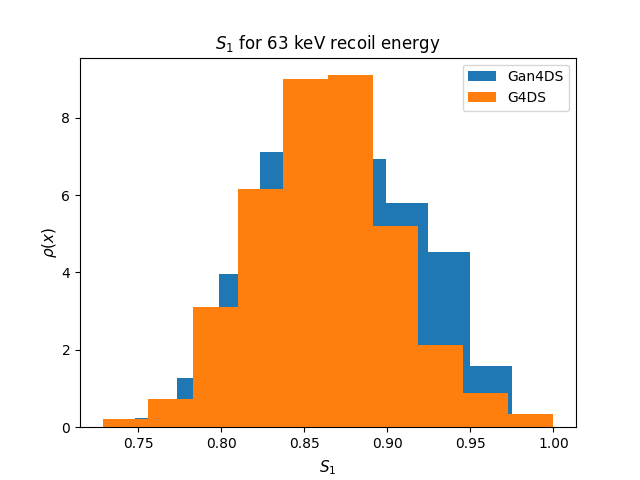 S₁ for 63 keV recoil energy
Gan4DS
G4DS
ρ(x)
8
6
4
2
0
0.75 0.80 0.85 0.90 0.95 1.00
S₁